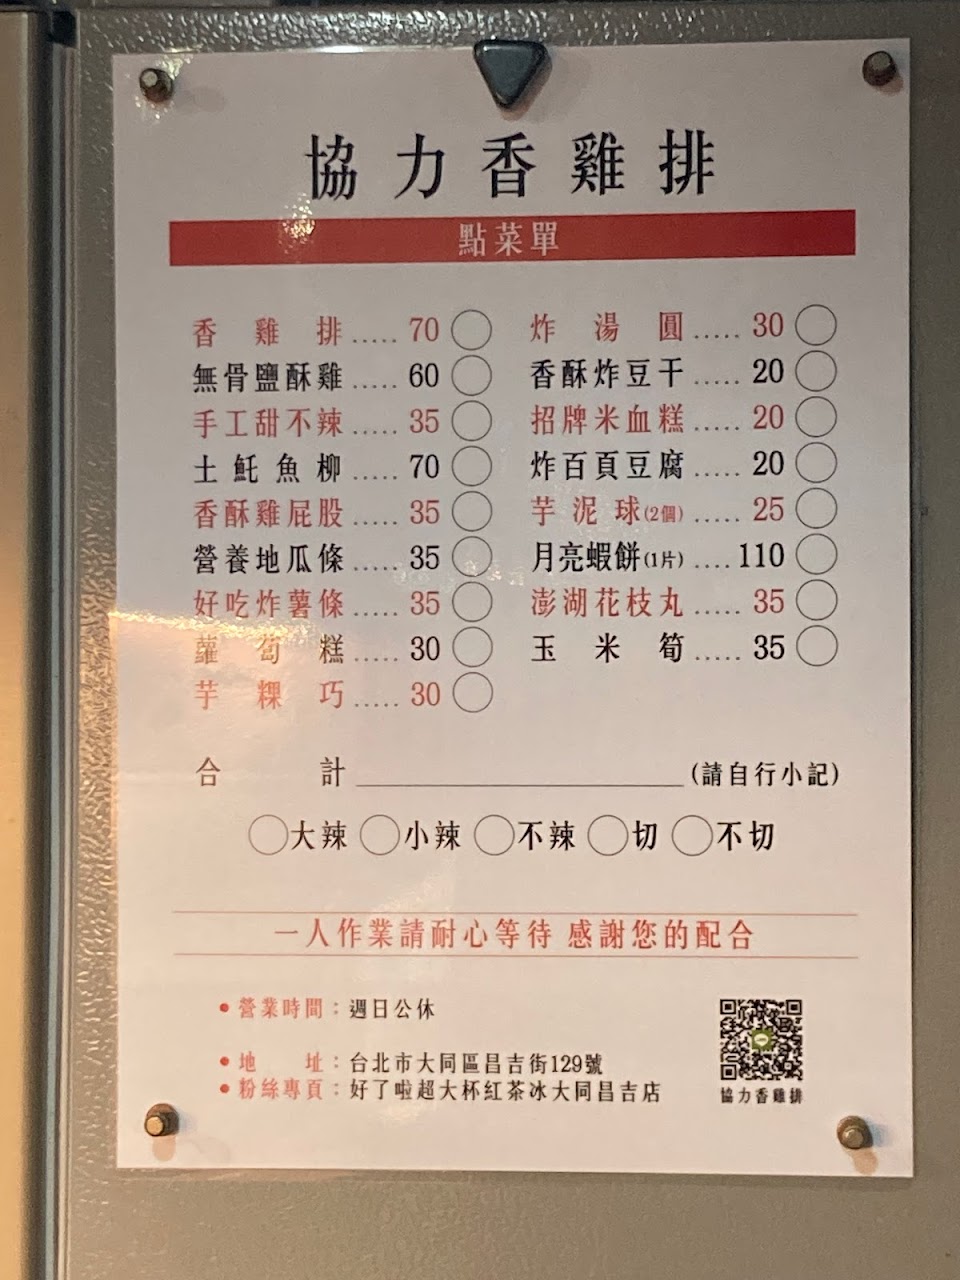 協力香雞排
點菜單
香雞排.....70
無骨鹽酥雞.....60
手工甜不辣.....35
土魠魚柳.....70
香酥雞屁股.....35
營養地瓜條.....35
好吃炸薯條.....35
蘿蔔糕.....30
芋粿巧.....30
炸湯圓.....30
香酥炸豆干.....20
招牌米血糕.....20
炸百頁豆腐.....20
芋泥球(2個).....25
月亮蝦餅(1片)....110
澎湖花枝丸.....35
玉米筍.....35
合計 (請自行小記)
大辣 小辣 不辣 切 不切
一人作業請耐心等待 感謝您的配合
•營業時間：週日公休
•地址：台北市大同區昌吉街129號
•粉絲專頁：好了啦超大杯紅茶冰大同昌吉店
協力香雞排